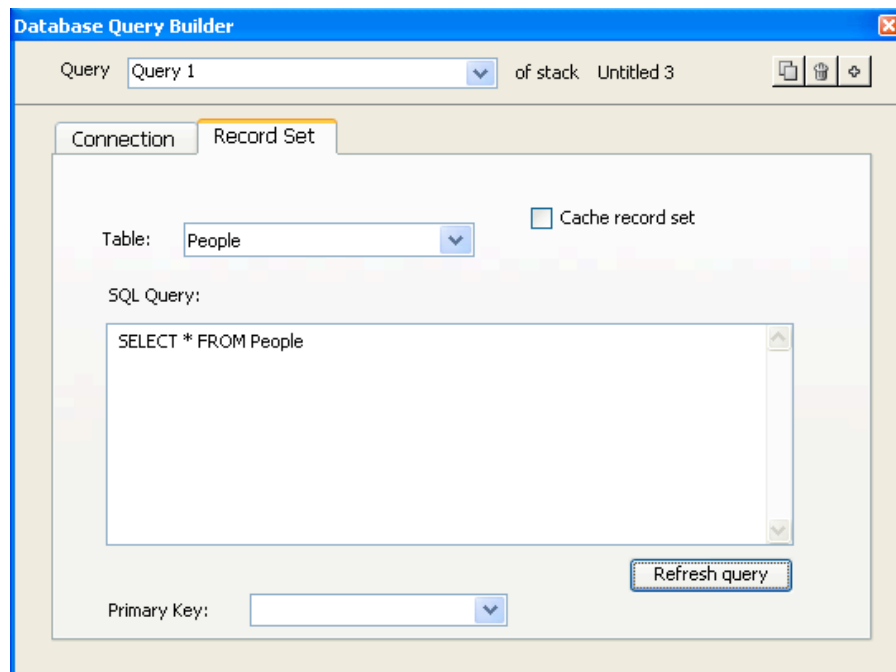 Database Query Builder
Query Query 1 of stack Untitled 3
Connection Record Set
Cache record set
Table: People
SQL Query:
SELECT * FROM People
Refresh query
Primary Key: